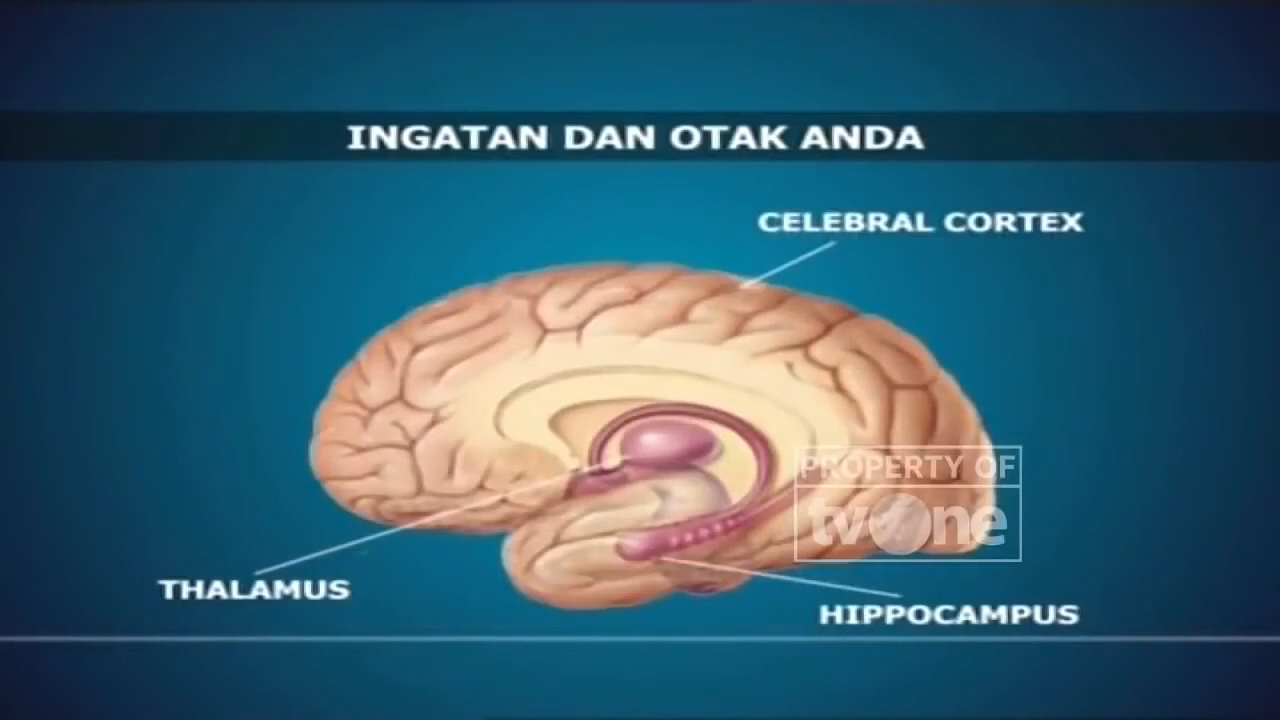 INGATAN DAN OTAK ANDA
CELEBRAL CORTEX
PROPERTY OF
tvOne
THALAMUS
HIPPOCAMPUS